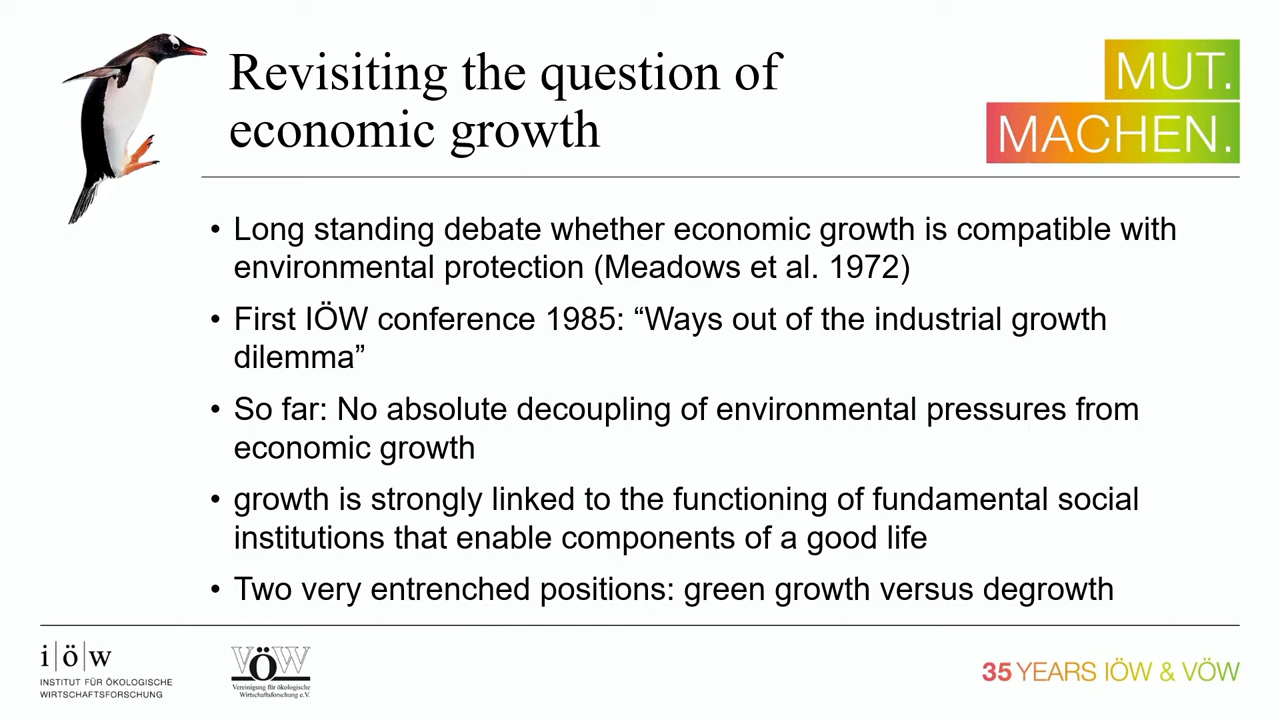 Revisiting the question of
economic growth
MUT.
MACHEN.
• Long standing debate whether economic growth is compatible with
environmental protection (Meadows et al. 1972)
• First IÖW conference 1985: “Ways out of the industrial growth
dilemma”
• So far: No absolute decoupling of environmental pressures from
economic growth
• growth is strongly linked to the functioning of fundamental social
institutions that enable components of a good life
• Two very entrenched positions: green growth versus degrowth
i|ö|w
INSTITUT FÜR ÖKOLOGISCHE
WIRTSCHAFTSFORSCHUNG
VÖW
Vereinigung für ökologische
Wirtschaftsforschung e.V.
35 YEARS IÖW & VÖW